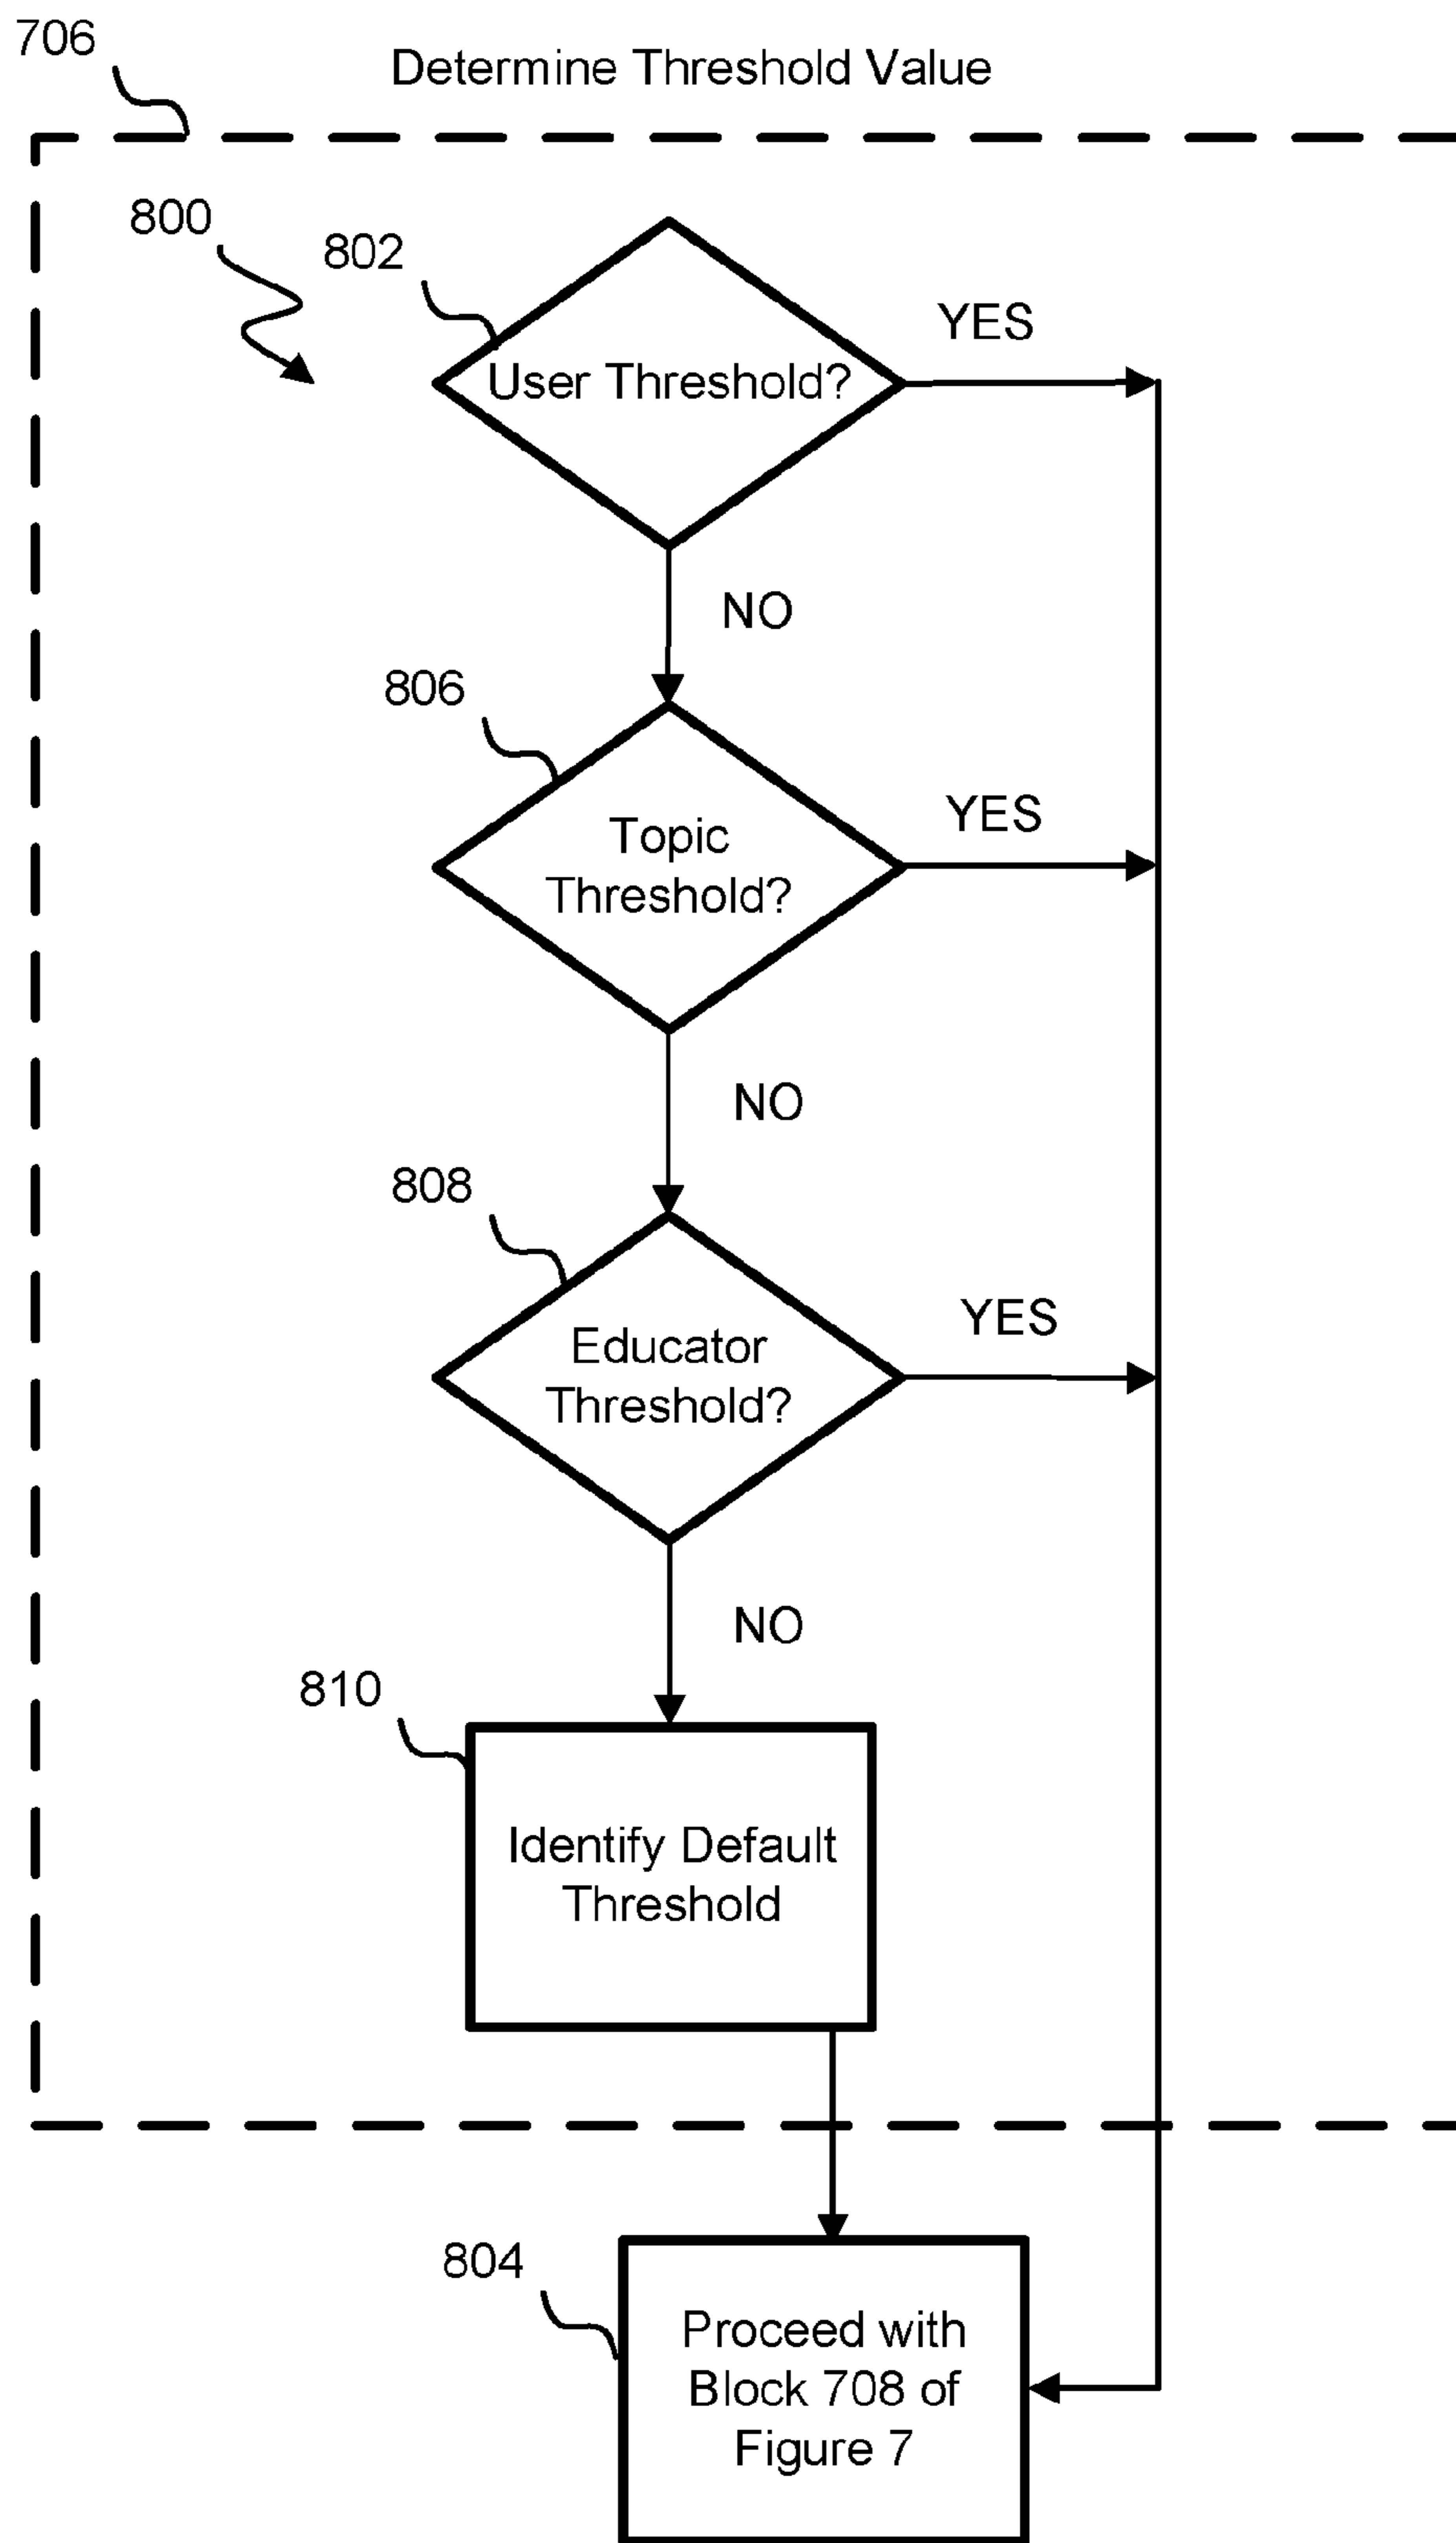 706
Determine Threshold Value
800
802
User Threshold?
YES
NO
806
Topic
Threshold?
YES
NO
808
Educator
Threshold?
YES
NO
810
Identify Default
Threshold
804
Proceed with
Block 708 of
Figure 7